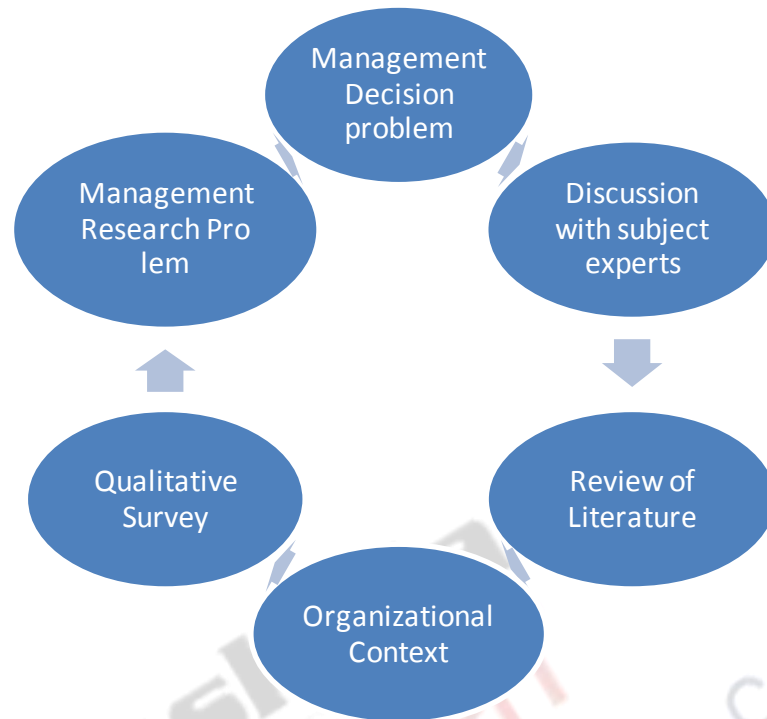 Management
Decision
problem
Discussion
with subject
experts
Review of
Literature
Organizational
Context
Qualitative
Survey
Management
Research Pro
lem